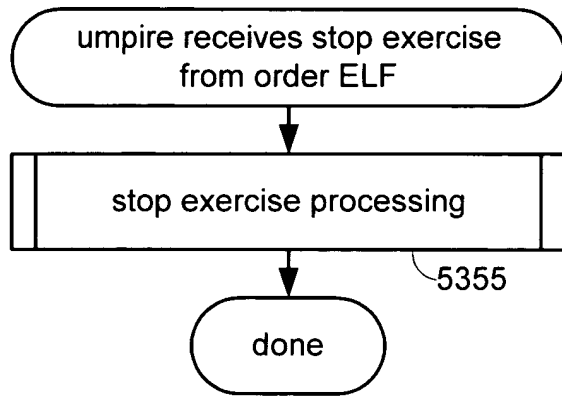 umpire receives stop exercise
from order ELF
stop exercise processing
5355
done